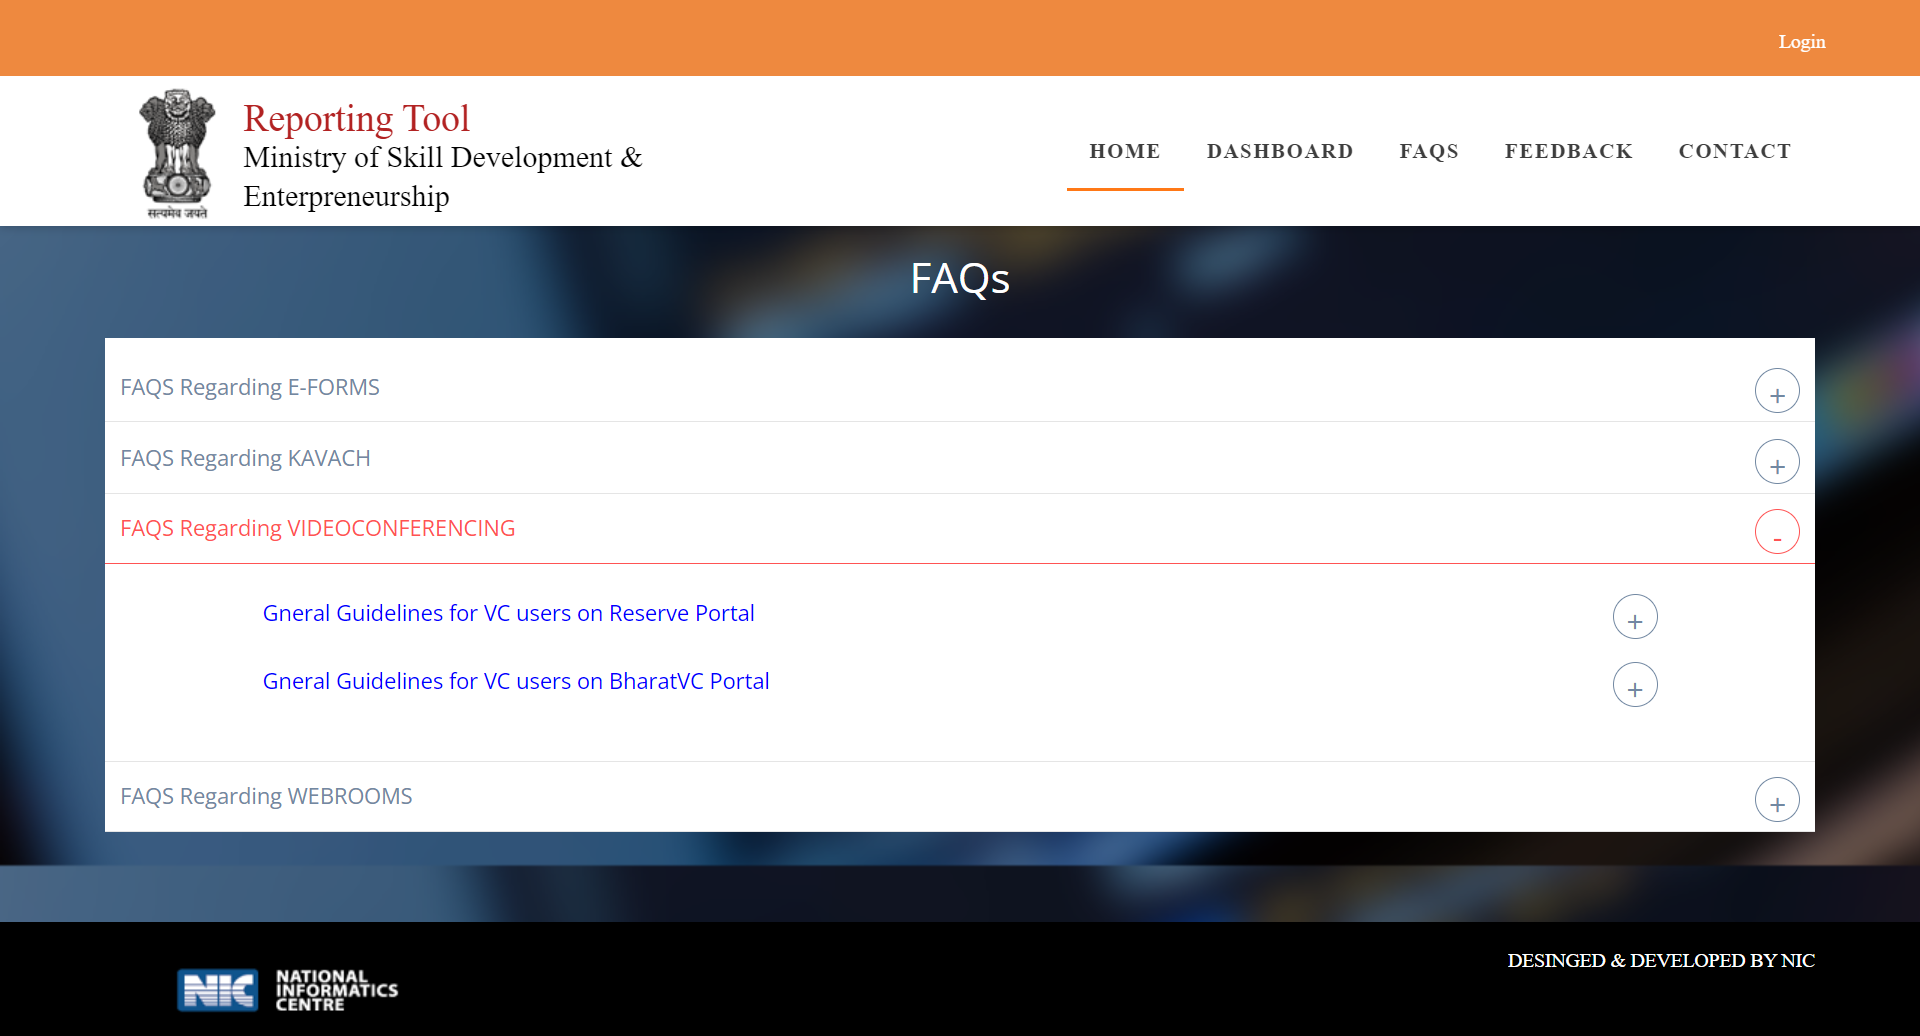 Login
Reporting Tool
Ministry of Skill Development &
Enterpreneurship
सत्यमेव जयते
HOME DASHBOARD FAQS FEEDBACK CONTACT
FAQs
FAQS Regarding E-FORMS +
FAQS Regarding KAVACH +
FAQS Regarding VIDEOCONFERENCING -
Gneral Guidelines for VC users on Reserve Portal +
Gneral Guidelines for VC users on BharatVC Portal +
FAQS Regarding WEBROOMS +
DESINGED & DEVELOPED BY NIC
NIC
NATIONAL
INFORMATICS
CENTRE